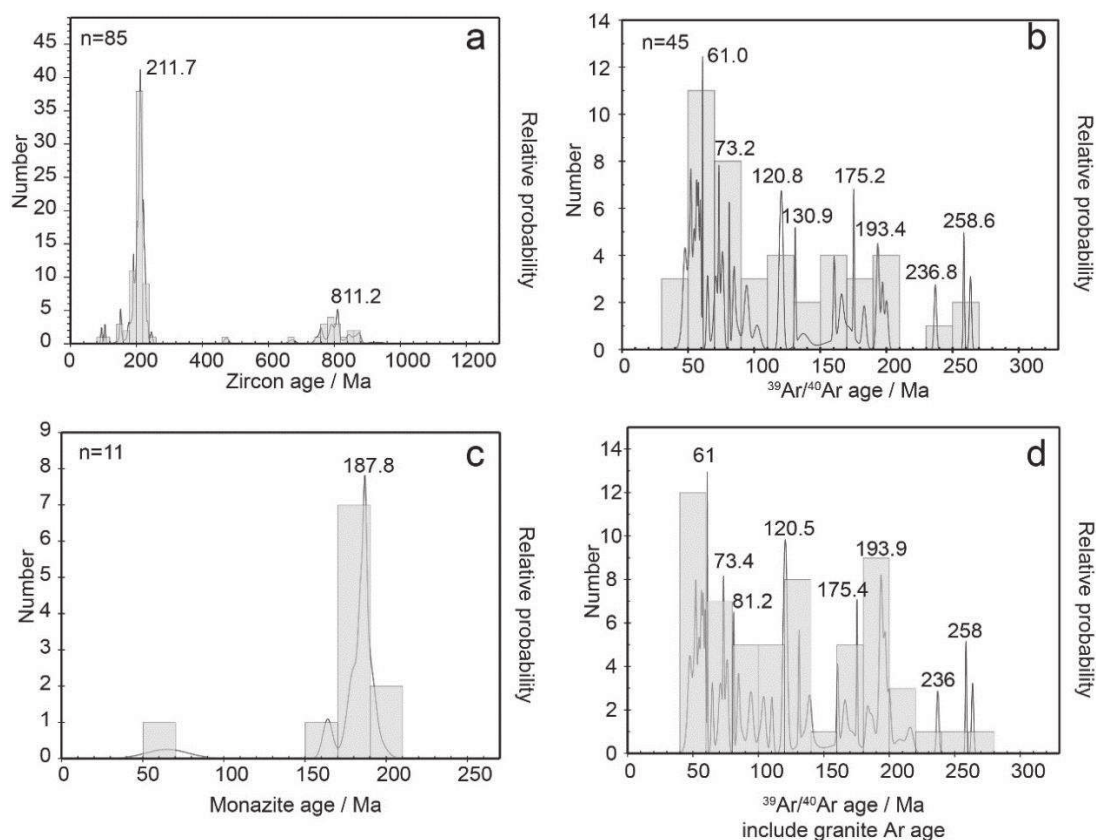 a
n=85
211.7
811.2
Number
Relative probability
45
40
35
30
25
20
15
10
5
0
0 200 400 600 800 1000 1200
Zircon age / Ma
b
n=45
61.0
73.2
120.8
130.9
175.2
193.4
236.8
258.6
Number
Relative probability
14
12
10
8
6
4
2
0
0 50 100 150 200 250 300
³⁹Ar/⁴⁰Ar age / Ma
c
n=11
187.8
Number
Relative probability
9
8
7
6
5
4
3
2
1
0
0 50 100 160 210 250
Monazite age / Ma
d
61
73.4
81.2
120.5
175.4
193.9
236
258
Number
Relative probability
14
12
10
8
6
4
2
0
0 50 100 150 200 250 300
³⁹Ar/⁴⁰Ar age / Ma
include granite Ar age